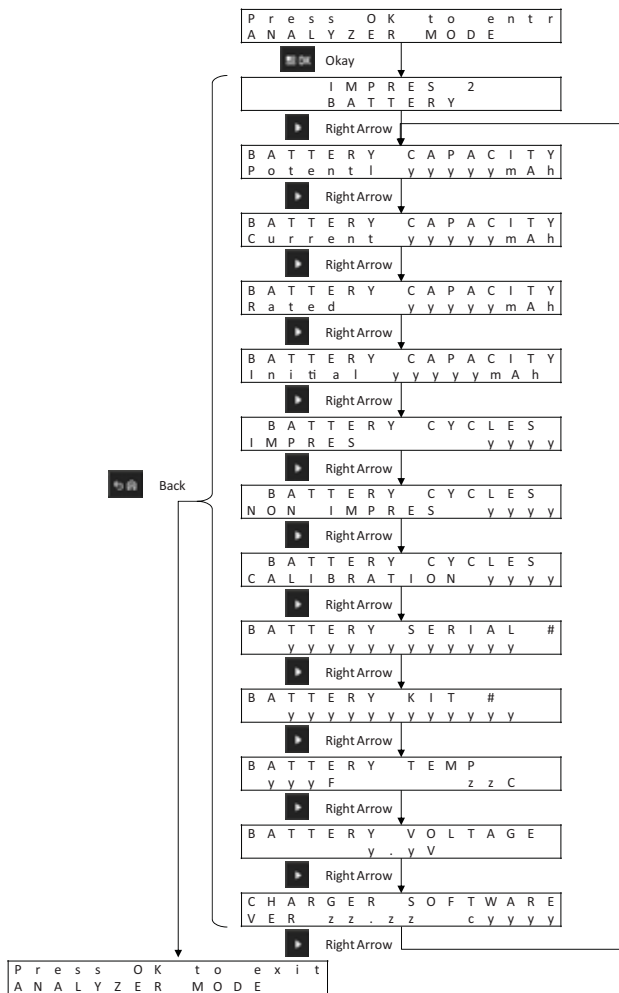 Press OK to entr
ANALYZER MODE
OK Okay
IMPRES 2
BATTERY
Right Arrow
BATTERY CAPACITY
Potentl yyyyymAh
Right Arrow
BATTERY CAPACITY
Current yyyyymAh
Right Arrow
BATTERY CAPACITY
Rated yyyyymAh
Right Arrow
BATTERY CAPACITY
Initial yyyyymAh
Right Arrow
BATTERY CYCLES
IMPRES yyyy
Right Arrow
Back
BATTERY CYCLES
NON IMPRES yyyy
Right Arrow
BATTERY CYCLES
CALIBRATION yyyy
Right Arrow
BATTERY SERIAL #
yyyyyyyyyyy
Right Arrow
BATTERY KIT #
yyyyyyyyyyy
Right Arrow
BATTERY TEMP
yyyF zzC
Right Arrow
BATTERY VOLTAGE
y.yV
Right Arrow
CHARGER SOFTWARE
VER zz.zz cyyyy
Right Arrow
Press OK to exit
ANALYZER MODE